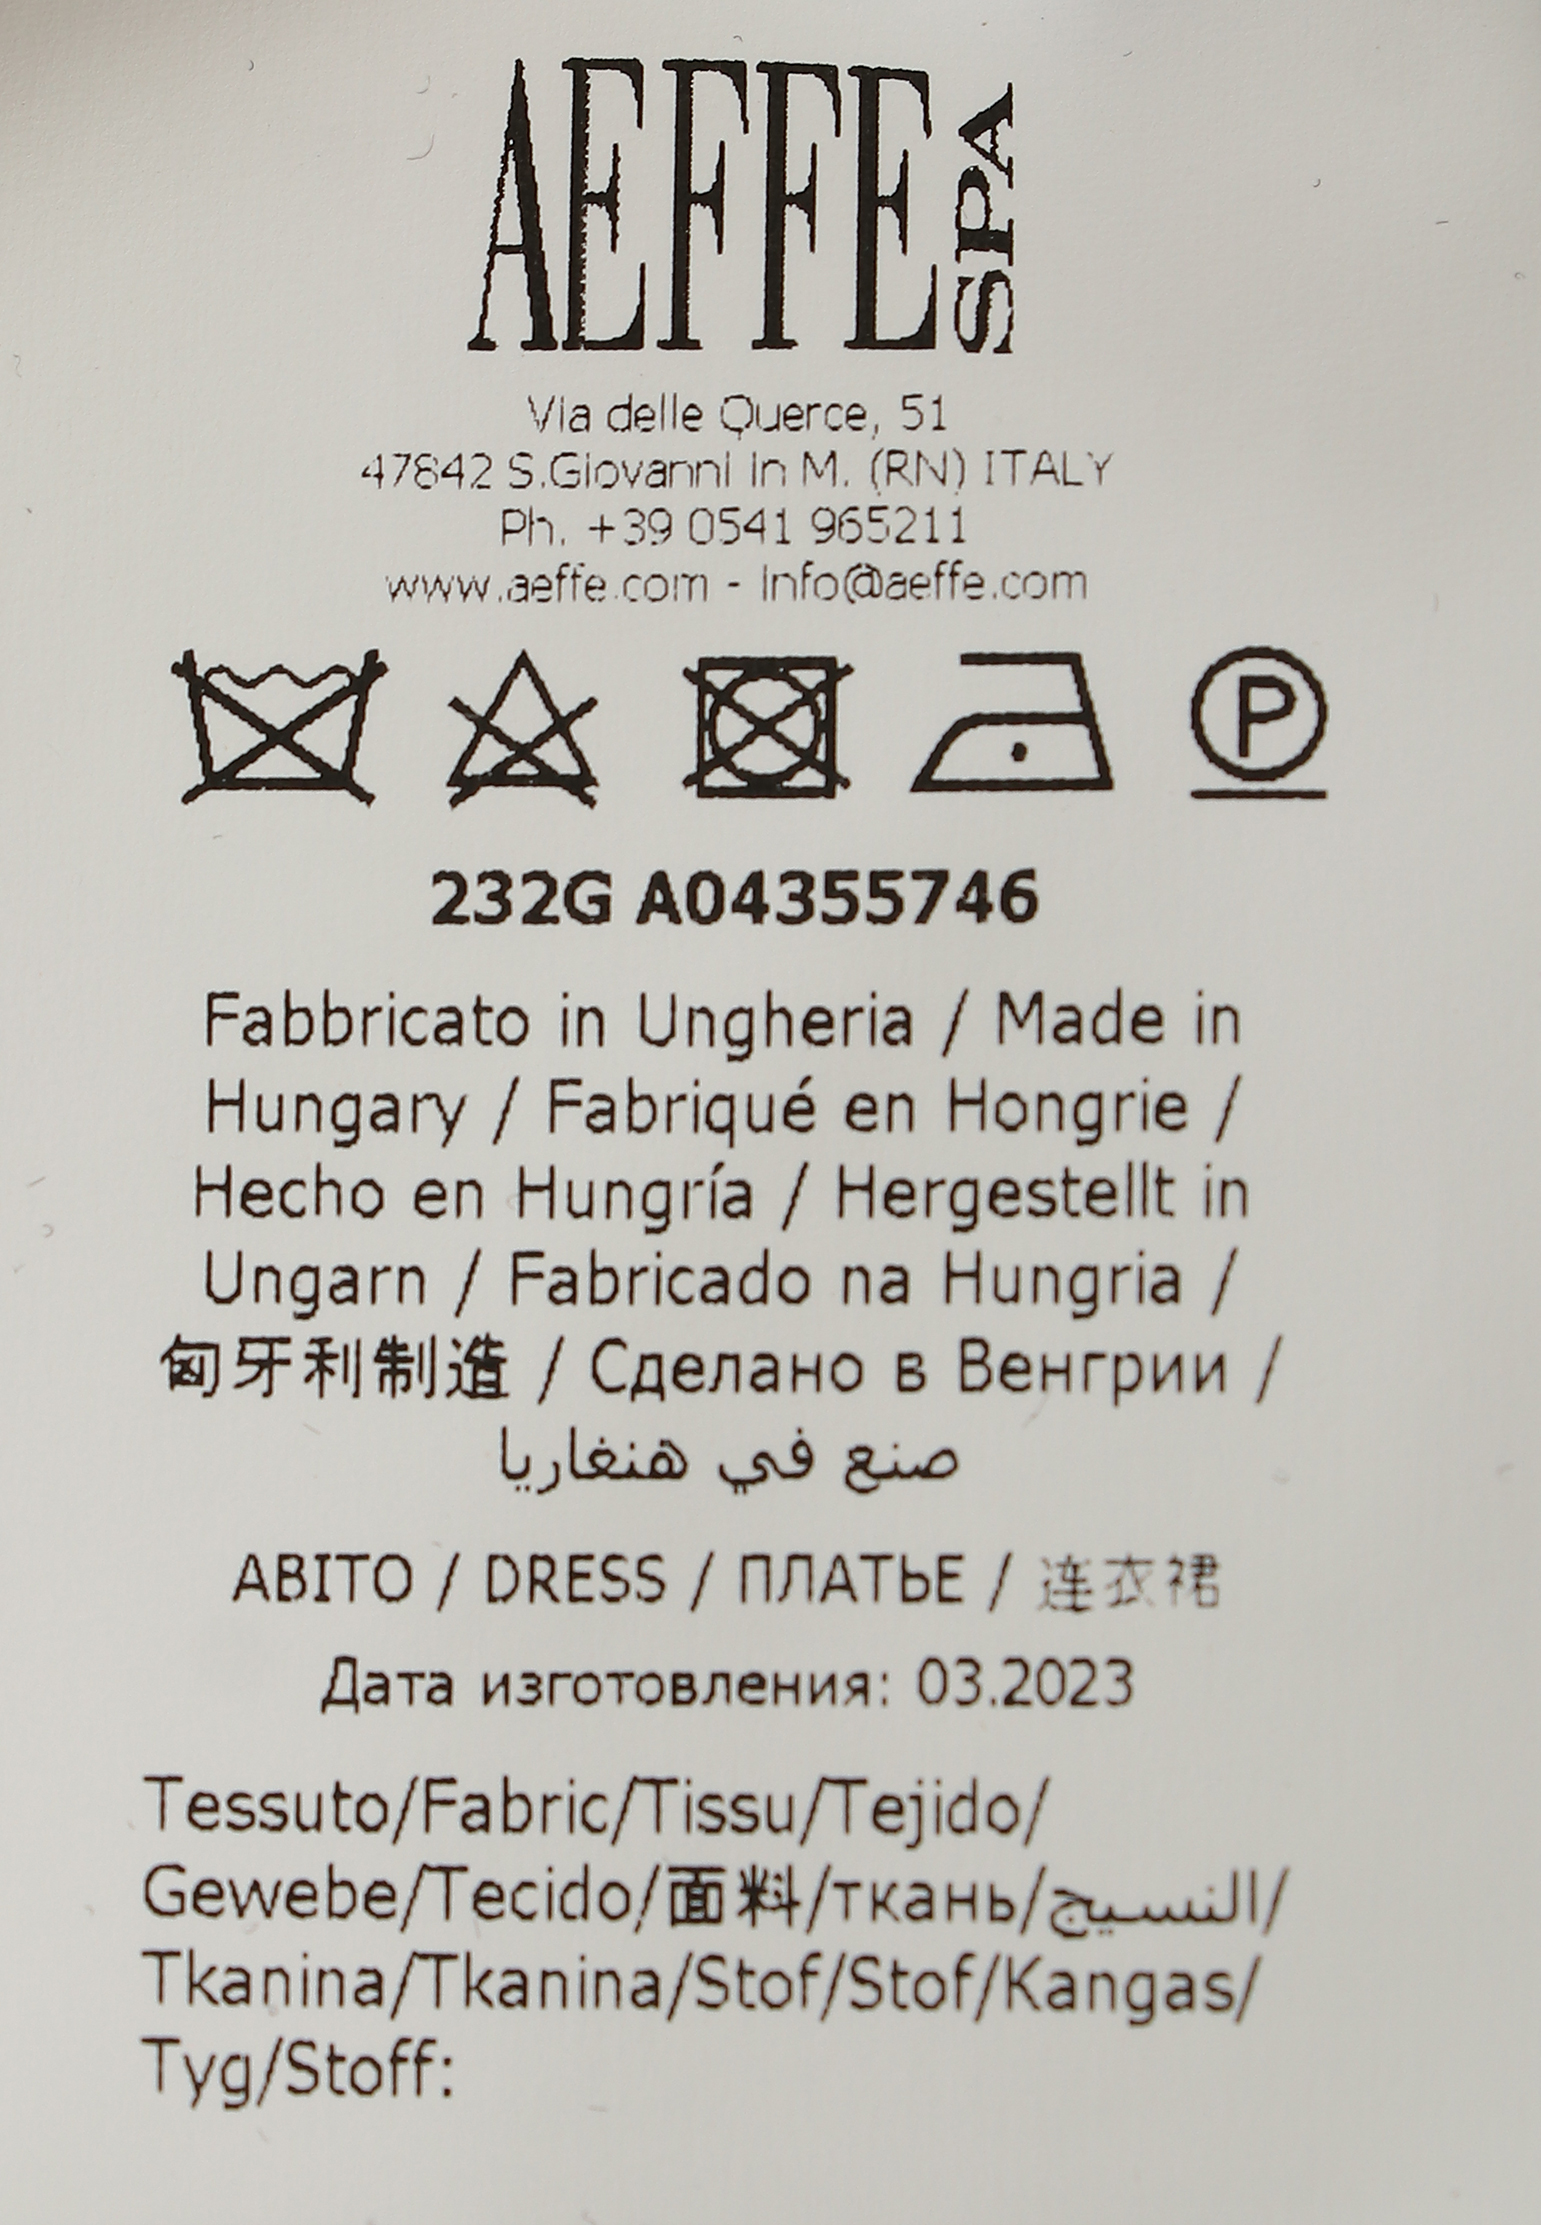 AEFFE SPA
Via delle Querce, 51
47842 S.Giovanni in M. (RN) ITALY
Ph. +39 0541 965211
www.aeffe.com - info@aeffe.com
P
232G A04355746
Fabbricato in Ungheria / Made in
Hungary / Fabriqué en Hongrie /
Hecho en Hungría / Hergestellt in
Ungarn / Fabricado na Hungria /
匈牙利制造 / Сделано в Венгрии /
صنع في هنغاريا
ABITO / DRESS / ПЛАТЬЕ / 连衣裙
Дата изготовления: 03.2023
Tessuto/Fabric/Tissu/Tejido/
Gewebe/Tecido/面料/ткань/النسيج/
Tkanina/Tkanina/Stof/Stof/Kangas/
Tyg/Stoff: